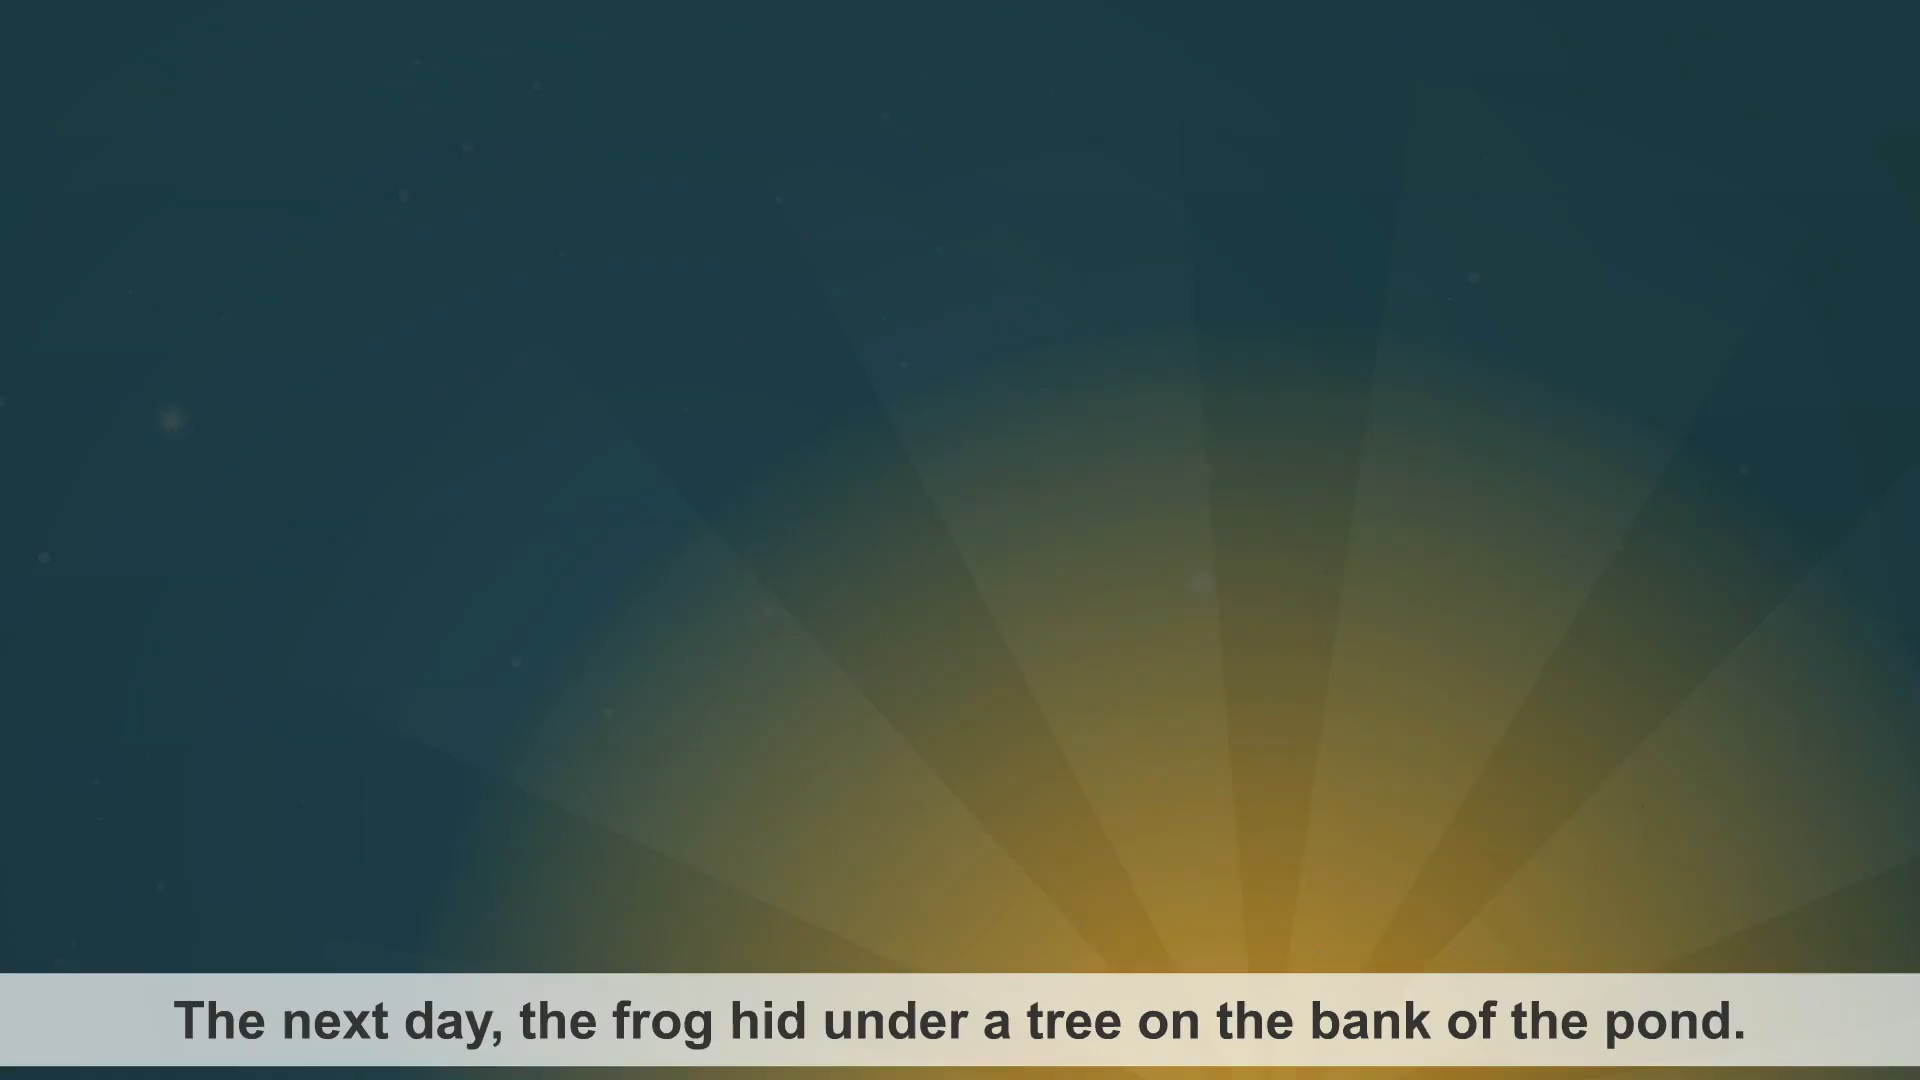 The next day, the frog hid under a tree on the bank of the pond.